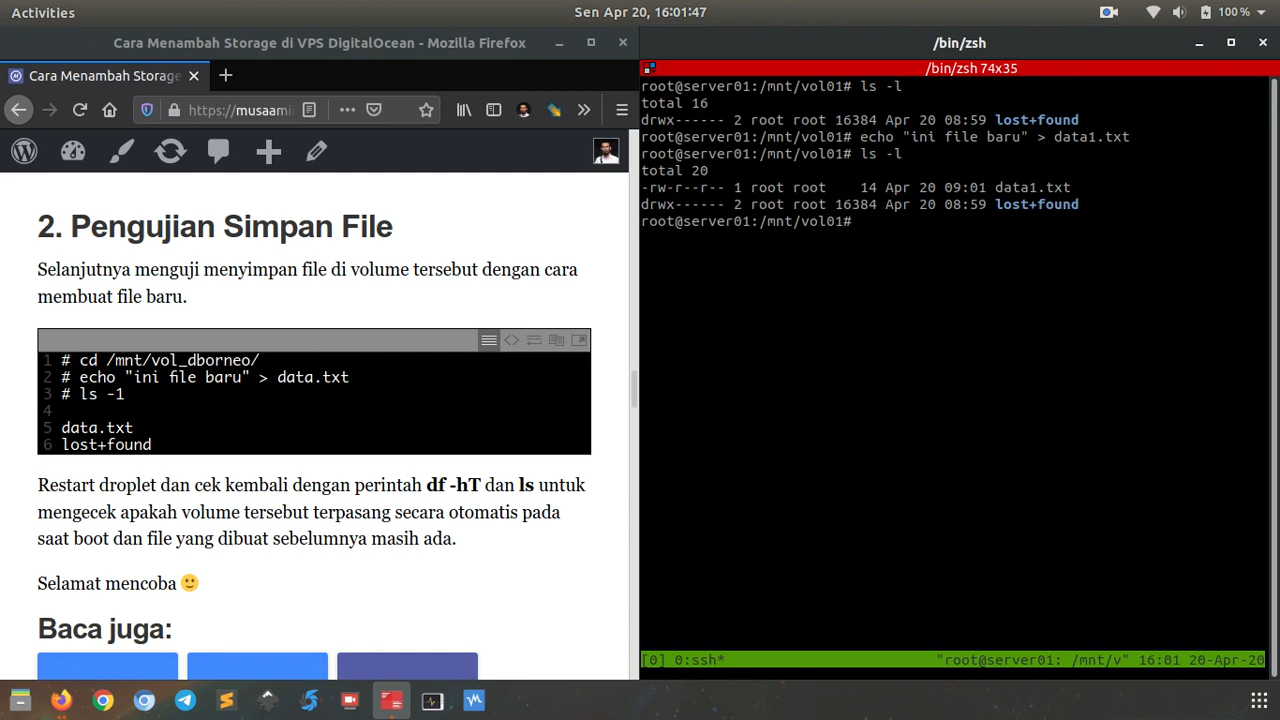 Activities
Sen Apr 20, 16:01:47
100 %
Cara Menambah Storage di VPS DigitalOcean - Mozilla Firefox
Cara Menambah Storage
https://musaami
2. Pengujian Simpan File
Selanjutnya menguji menyimpan file di volume tersebut dengan cara
membuat file baru.
1 # cd /mnt/vol_dborneo/
2 # echo "ini file baru" > data.txt
3 # ls -1
4
5 data.txt
6 lost+found
Restart droplet dan cek kembali dengan perintah df -hT dan ls untuk
mengecek apakah volume tersebut terpasang secara otomatis pada
saat boot dan file yang dibuat sebelumnya masih ada.
Selamat mencoba 🙂
Baca juga:
/bin/zsh
/bin/zsh 74x35
root@server01:/mnt/vol01# ls -l
total 16
drwx------ 2 root root 16384 Apr 20 08:59 lost+found
root@server01:/mnt/vol01# echo "ini file baru" > data1.txt
root@server01:/mnt/vol01# ls -l
total 20
-rw-r--r-- 1 root root    14 Apr 20 09:01 data1.txt
drwx------ 2 root root 16384 Apr 20 08:59 lost+found
root@server01:/mnt/vol01#
[0] 0:ssh* "root@server01: /mnt/v" 16:01 20-Apr-20